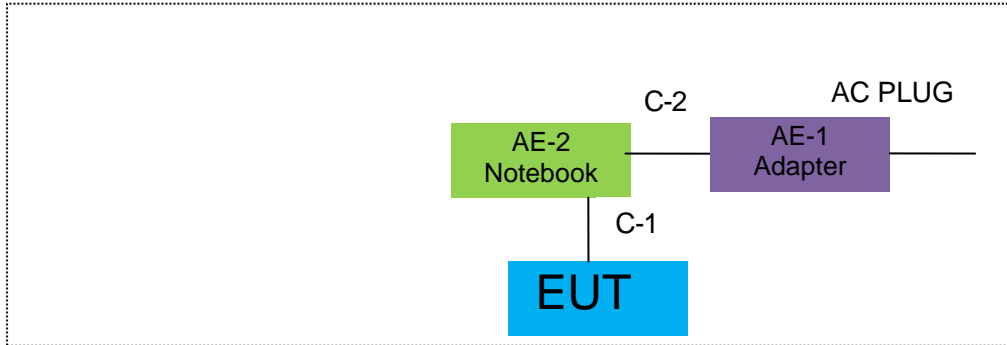 AC PLUG
C-2
AE-2
Notebook
AE-1
Adapter
C-1
EUT